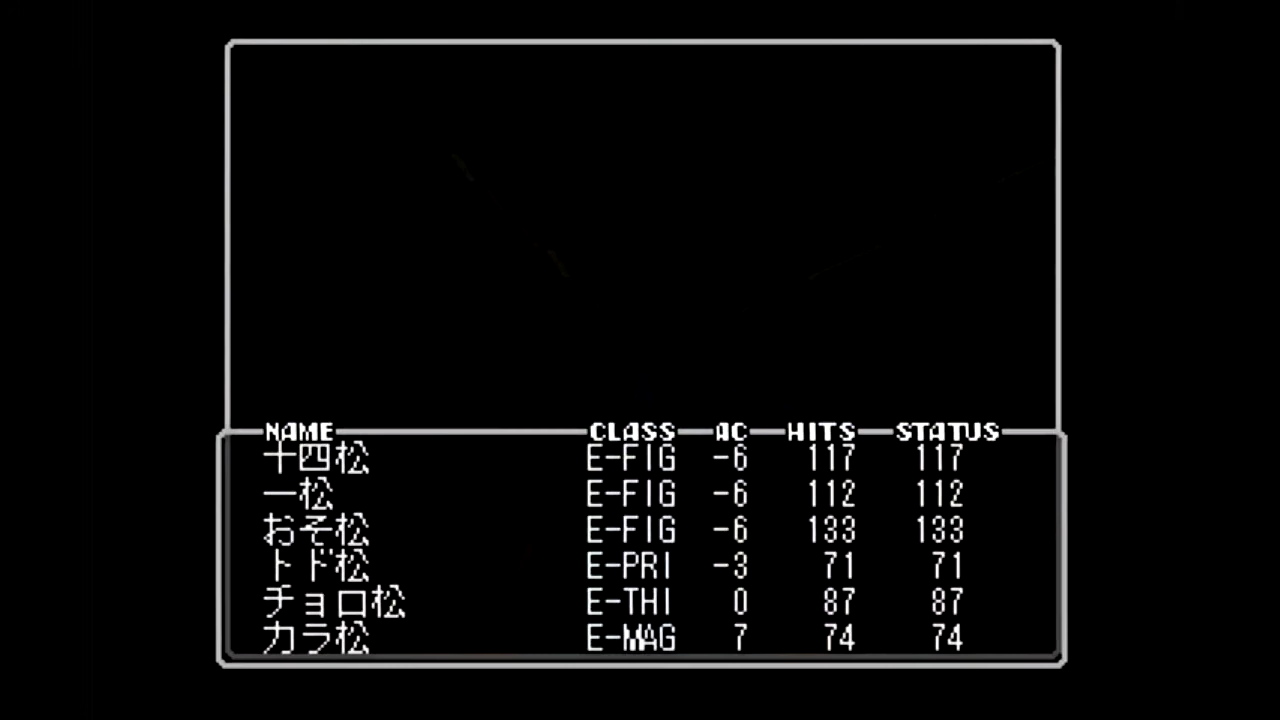 NAME CLASS AC HITS STATUS
十四松 E-FIG -6 117 117
一松 E-FIG -6 112 112
おそ松 E-FIG -6 133 133
トド松 E-PRI -3 71 71
チョロ松 E-THI 0 87 87
カラ松 E-MAG 7 74 74